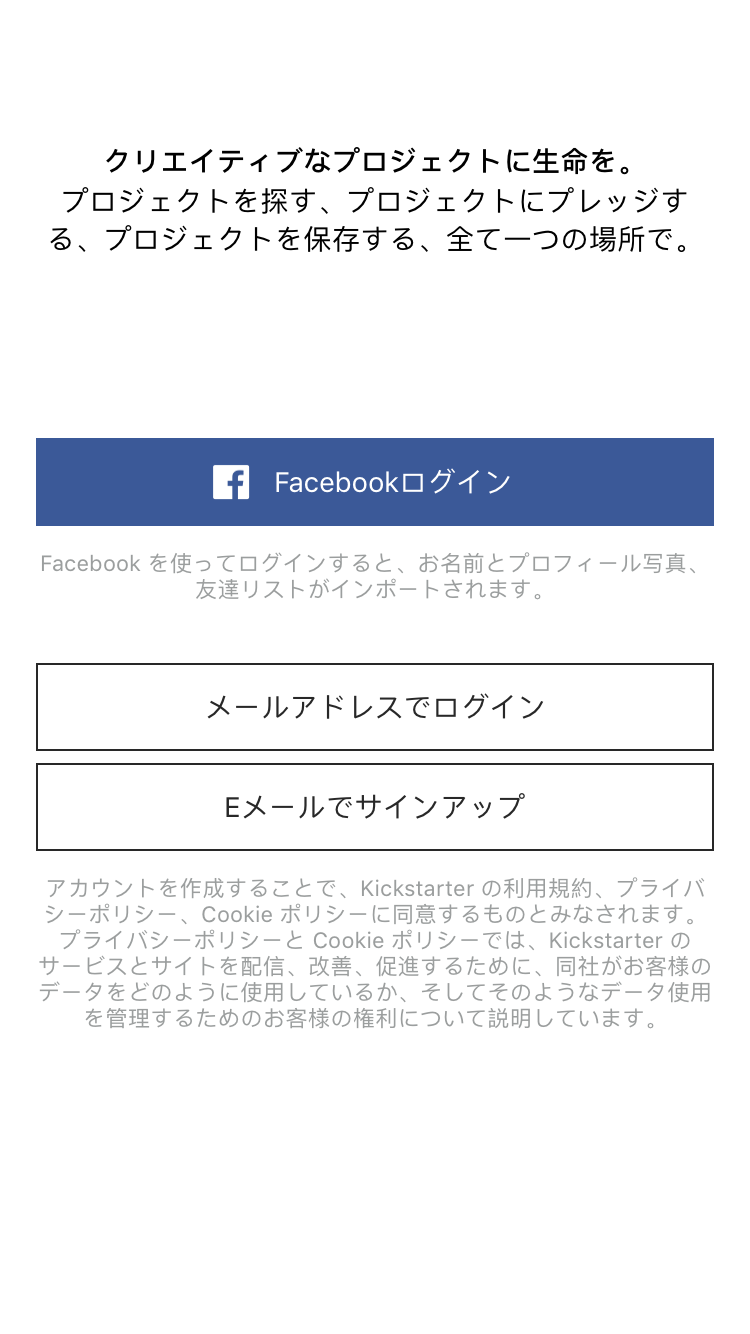 クリエイティブなプロジェクトに生命を。
プロジェクトを探す、プロジェクトにプレッジす
る、プロジェクトを保存する、全て一つの場所で。
Facebookログイン
Facebook を使ってログインすると、お名前とプロフィール写真、
友達リストがインポートされます。
メールアドレスでログイン
Eメールでサインアップ
アカウントを作成することで、Kickstarter の利用規約、プライバ
シーポリシー、Cookie ポリシーに同意するものとみなされます。
プライバシーポリシーと Cookie ポリシーでは、Kickstarter の
サービスとサイトを配信、改善、促進するために、同社がお客様の
データをどのように使用しているか、そしてそのようなデータ使用
を管理するためのお客様の権利について説明しています。